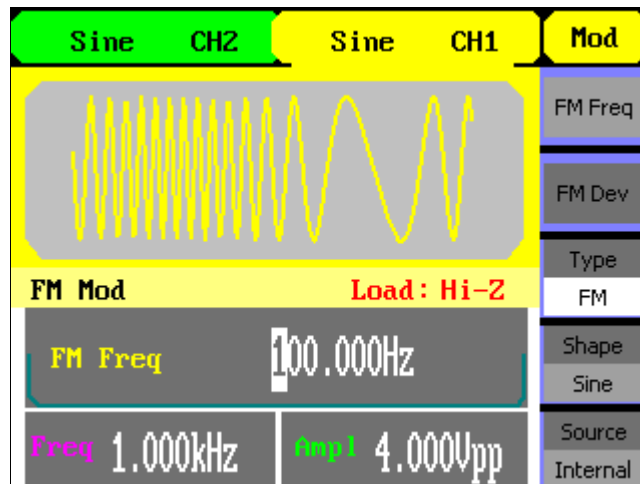 Sine CH2 Sine CH1 Mod
FM Freq
FM Dev
Type
FM
FM Mod Load: Hi-Z
FM Freq 100.000Hz
Shape
Sine
Freq 1.000kHz Ampl 4.000Vpp
Source
Internal